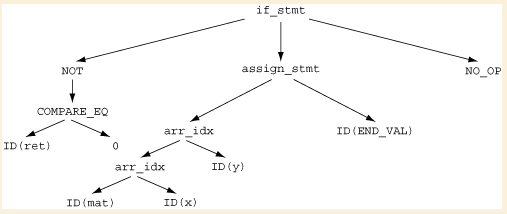 if_stmt
NOT assign_stmt NO_OP
COMPARE_EQ
arr_idx ID(END_VAL)
ID(ret) 0
arr_idx ID(y)
ID(mat) ID(x)